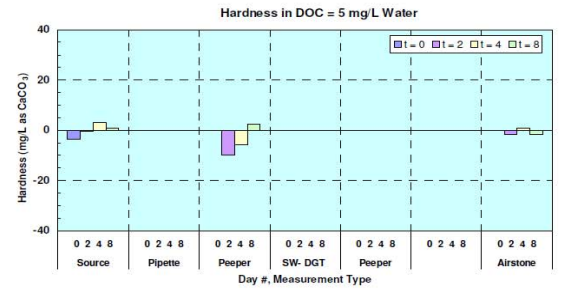 Hardness in DOC = 5 mg/L Water
t = 0 t = 2 t = 4 t = 8
40
20
0
-20
-40
Hardness (mg/L as CaCO3)
0 2 4 8 0 2 4 8 0 2 4 8 0 2 4 8 0 2 4 8 0 2 4 8 0 2 4 8
Source Pipette Peeper SW- DGT Peeper Airstone
Day #, Measurement Type